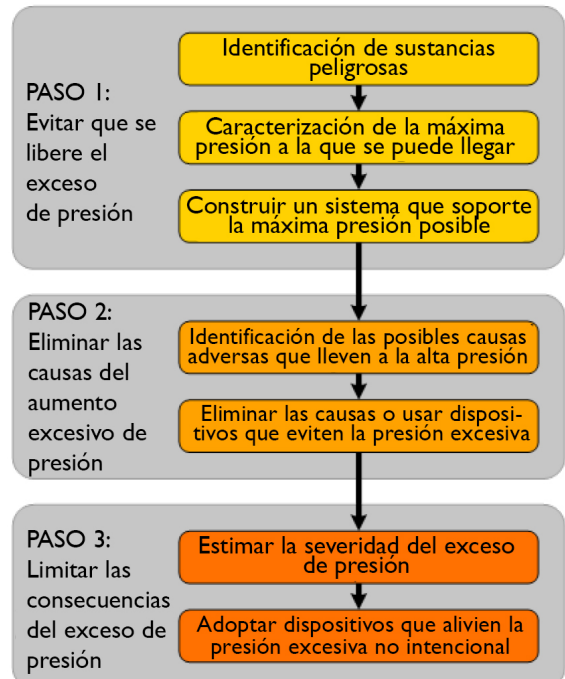 PASO 1:
Evitar que se
libere el
exceso
de presión
Identificación de sustancias
peligrosas
Caracterización de la máxima
presión a la que se puede llegar
Construir un sistema que soporte
la máxima presión posible
PASO 2:
Eliminar las
causas del
aumento
excesivo de
presión
Identificación de las posibles causas
adversas que lleven a la alta presión
Eliminar las causas o usar disposi-
tivos que eviten la presión excesiva
PASO 3:
Limitar las
consecuencias
del exceso de
presión
Estimar la severidad del exceso
de presión
Adoptar dispositivos que alivien la
presión excesiva no intencional